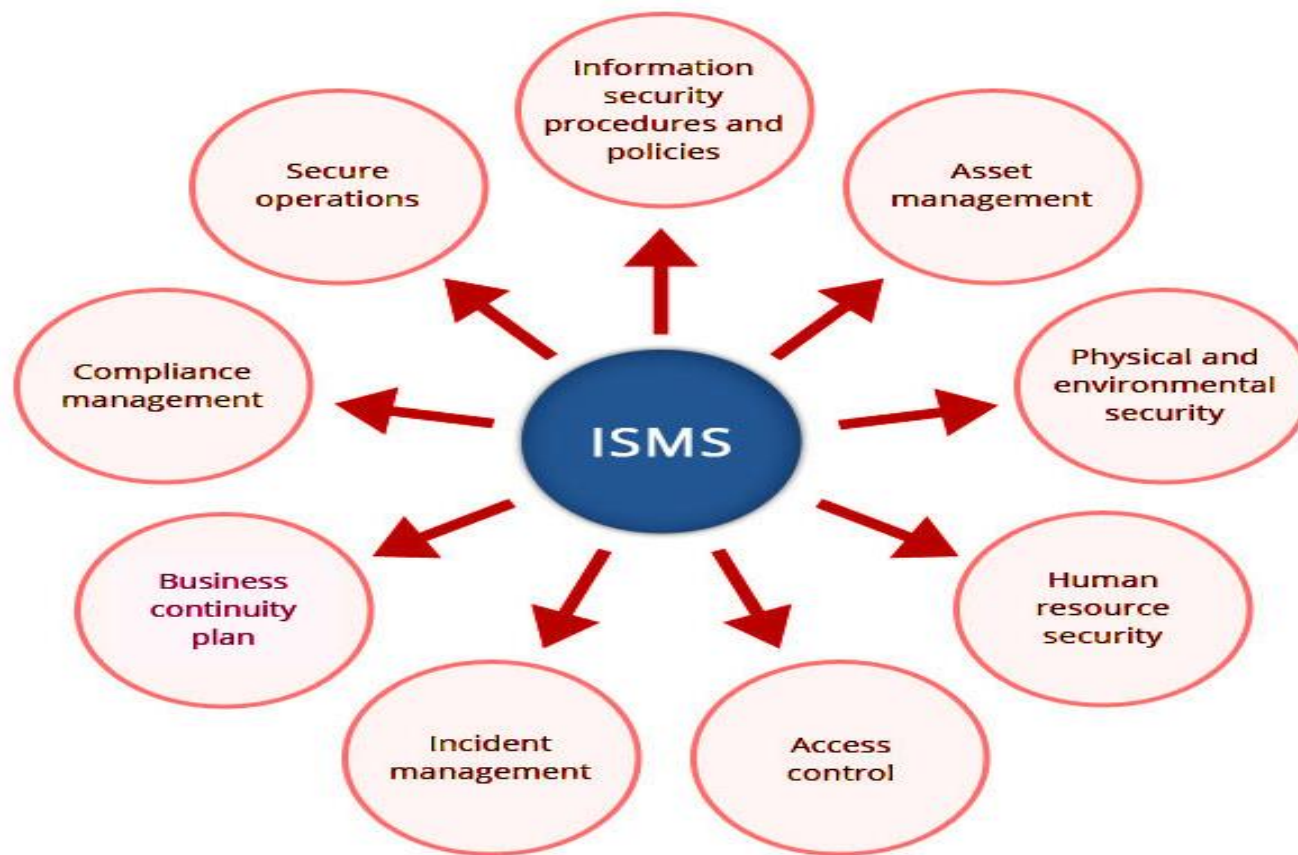 Information
security
procedures and
policies
Secure
operations
Asset
management
Compliance
management
ISMS
Physical and
environmental
security
Business
continuity
plan
Human
resource
security
Incident
management
Access
control